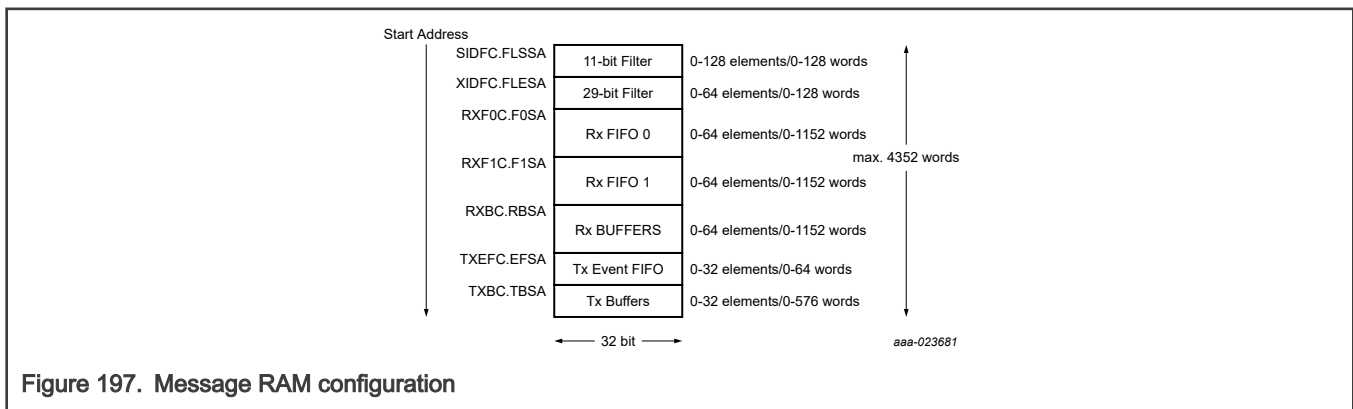 Start Address
SIDFC.FLSSA
11-bit Filter
0-128 elements/0-128 words
XIDFC.FLESA
29-bit Filter
0-64 elements/0-128 words
RXF0C.F0SA
Rx FIFO 0
0-64 elements/0-1152 words
max. 4352 words
RXF1C.F1SA
Rx FIFO 1
0-64 elements/0-1152 words
RXBC.RBSA
Rx BUFFERS
0-64 elements/0-1152 words
TXEFC.EFSA
Tx Event FIFO
0-32 elements/0-64 words
TXBC.TBSA
Tx Buffers
0-32 elements/0-576 words
32 bit
aaa-023681
Figure 197. Message RAM configuration